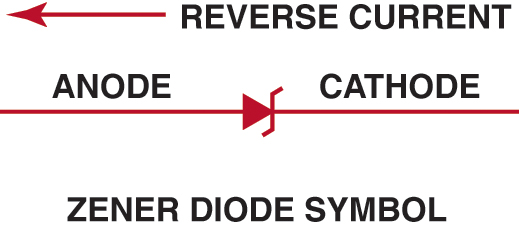 REVERSE CURRENT
ANODE CATHODE
ZENER DIODE SYMBOL